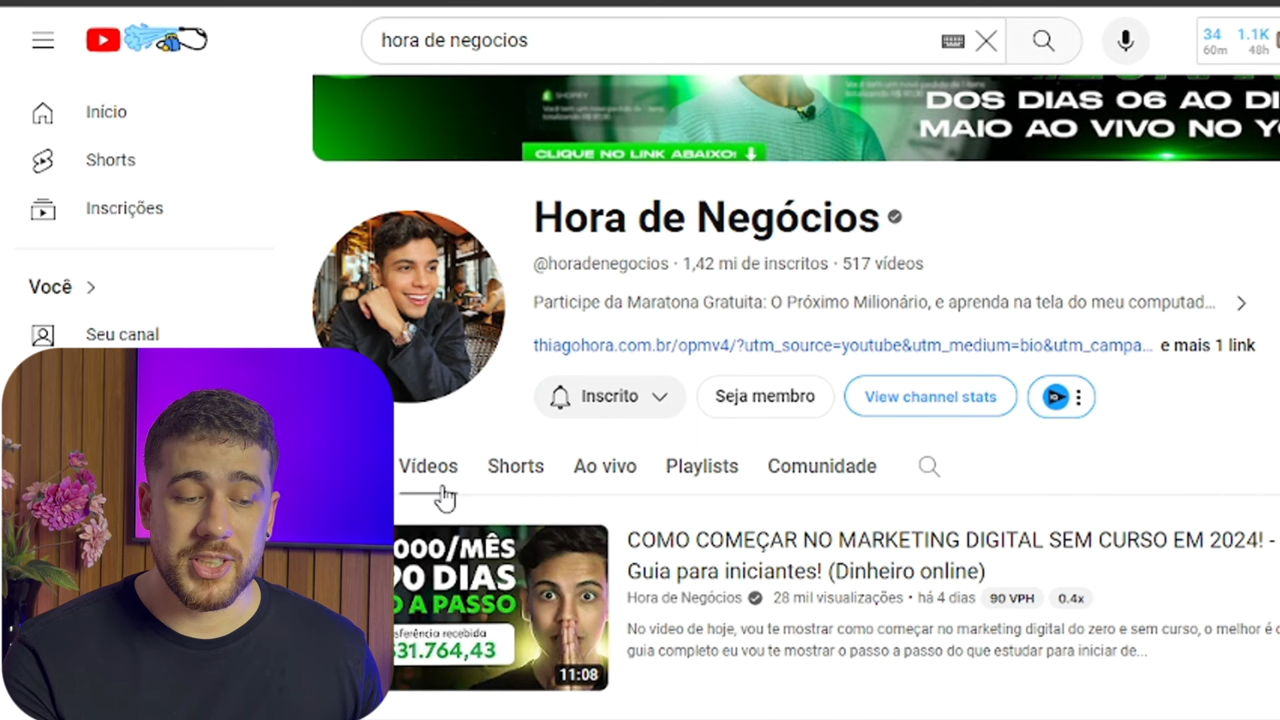 hora de negocios
34 1.1K
60m 48h
Início
Shorts
Inscrições
Você
Seu canal
SHOPIFY
DOS DIAS 06 AO DI
MAIO AO VIVO NO Y
CLIQUE NO LINK ABAIXO!
Hora de Negócios
@horadenegocios · 1,42 mi de inscritos · 517 vídeos
Participe da Maratona Gratuita: O Próximo Milionário, e aprenda na tela do meu computad...
thiagohora.com.br/opmv4/?utm_source=youtube&utm_medium=bio&utm_campa... e mais 1 link
Inscrito
Seja membro
View channel stats
Vídeos
Shorts
Ao vivo
Playlists
Comunidade
000/MÊS
90 DIAS
O A PASSO
sferência recebida
$31.764,43
11:08
COMO COMEÇAR NO MARKETING DIGITAL SEM CURSO EM 2024! -
Guia para iniciantes! (Dinheiro online)
Hora de Negócios 28 mil visualizações · há 4 dias 90 VPH 0.4x
No vídeo de hoje, vou te mostrar como começar no marketing digital do zero e sem curso, o melhor é
guia completo eu vou te mostrar o passo a passo do que estudar para iniciar de...